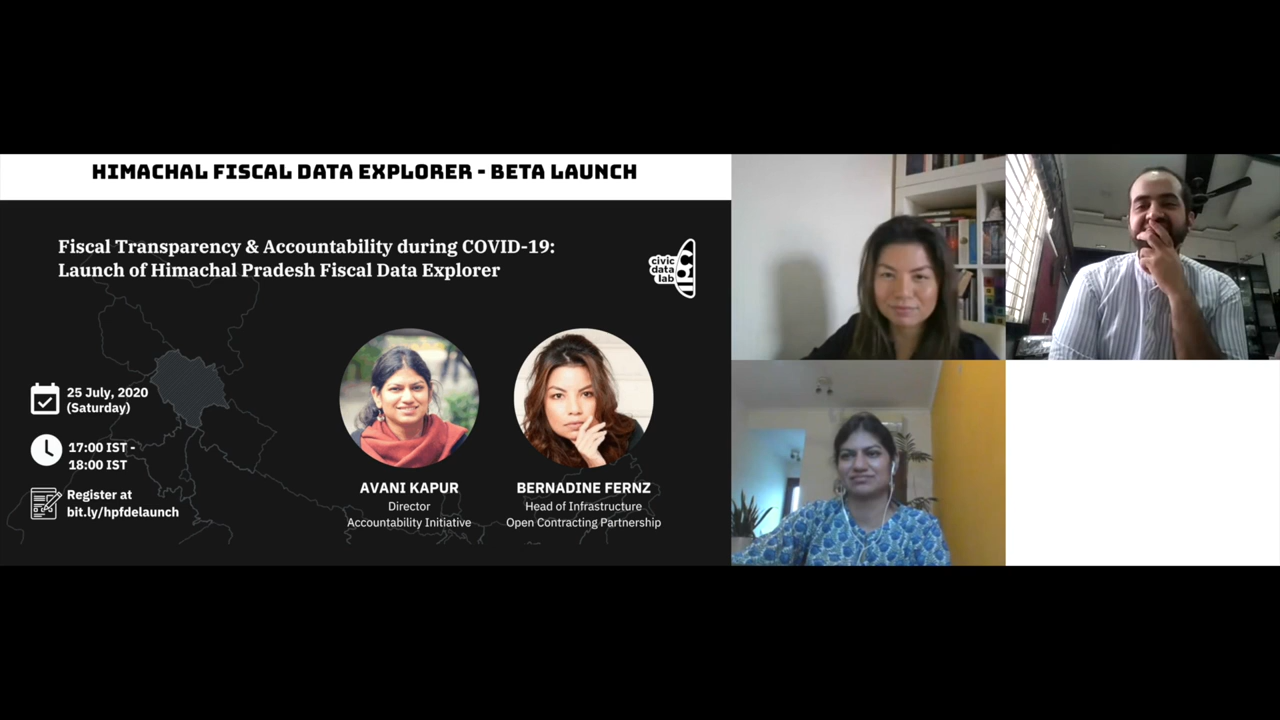 HIMACHAL FISCAL DATA EXPLORER - BETA LAUNCH
Fiscal Transparency & Accountability during COVID-19:
Launch of Himachal Pradesh Fiscal Data Explorer
civic
data
lab
25 July, 2020
(Saturday)
17:00 IST -
18:00 IST
Register at
bit.ly/hpfdelaunch
AVANI KAPUR
Director
Accountability Initiative
BERNADINE FERNZ
Head of Infrastructure
Open Contracting Partnership